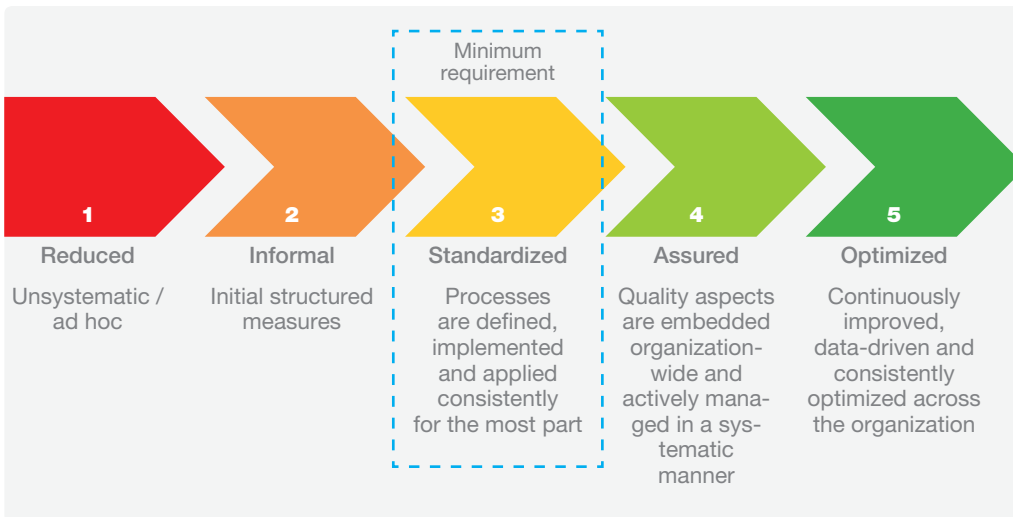 Minimum
requirement
1
Reduced
Unsystematic /
ad hoc
2
Informal
Initial structured
measures
3
Standardized
Processes
are defined,
implemented
and applied
consistently
for the most part
4
Assured
Quality aspects
are embedded
organization-
wide and
actively mana-
ged in a sys-
tematic
manner
5
Optimized
Continuously
improved,
data-driven and
consistently
optimized across
the organization